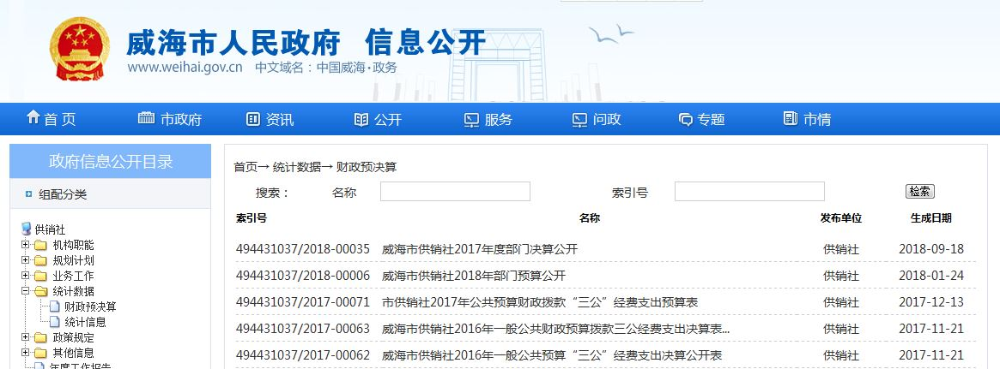 威海市人民政府 信息公开
www.weihai.gov.cn 中文域名：中国威海·政务
首 页 市政府 资讯 公开 服务 问政 专题 市情
政府信息公开目录
组配分类
供销社
机构职能
规划计划
业务工作
统计数据
财政预决算
统计信息
政策规定
其他信息
年度工作报告
首页→ 统计数据→ 财政预决算
搜索： 名称 索引号 检索
索引号 名称 发布单位 生成日期
494431037/2018-00035 威海市供销社2017年度部门决算公开 供销社 2018-09-18
494431037/2018-00006 威海市供销社2018年部门预算公开 供销社 2018-01-24
494431037/2017-00071 市供销社2017年公共预算财政拨款“三公”经费支出预算表 供销社 2017-12-13
494431037/2017-00063 威海市供销社2016年一般公共财政预算拨款三公经费支出决算表... 供销社 2017-11-21
494431037/2017-00062 威海市供销社2016年一般公共预算“三公”经费支出决算公开表 供销社 2017-11-21